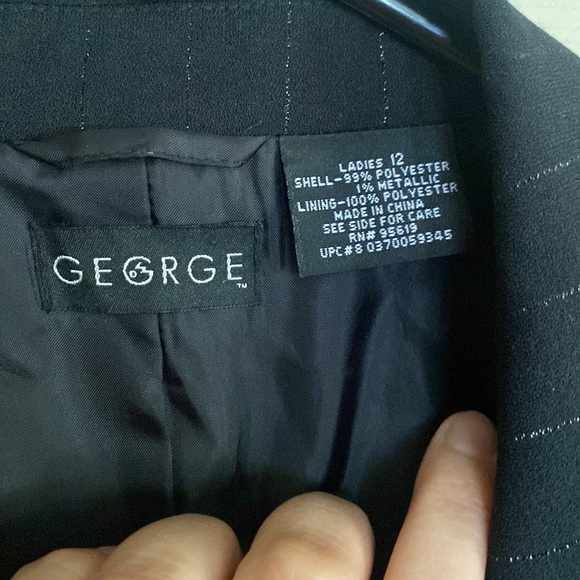 GEORGE
TM
LADIES 12
SHELL-99% POLYESTER
1% METALLIC
LINING-100% POLYESTER
MADE IN CHINA
SEE SIDE FOR CARE
RN# 95619
UPC#8 0370059345